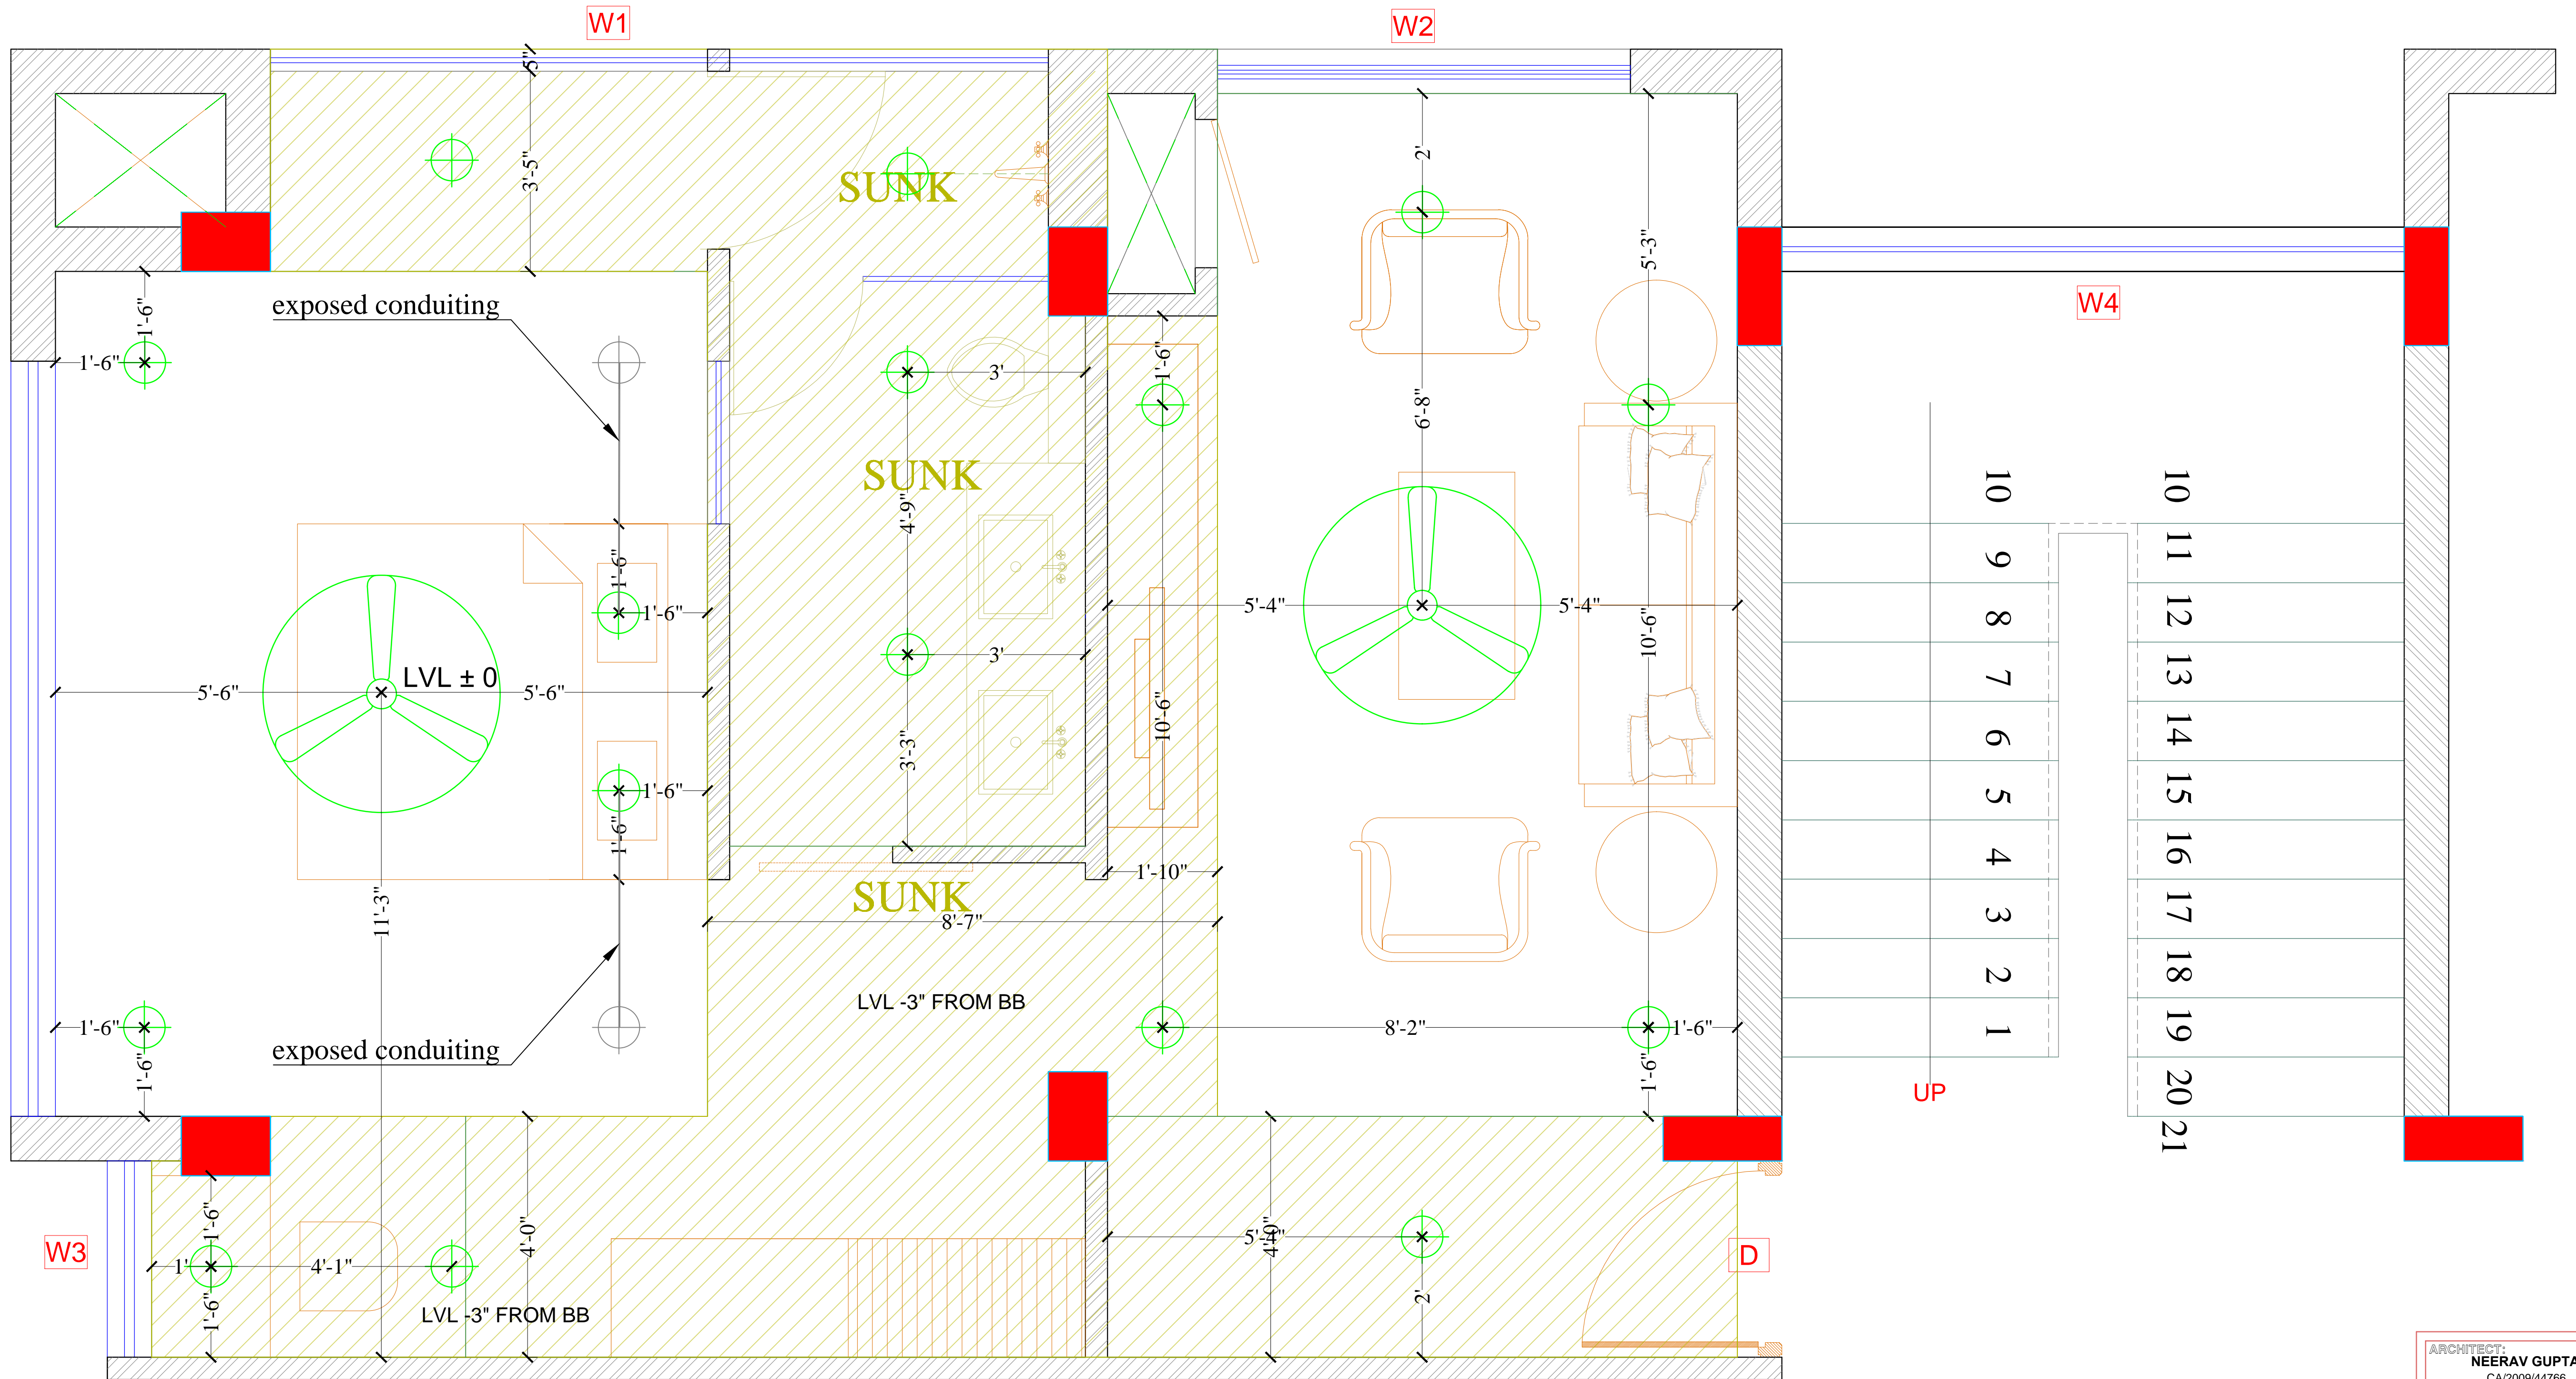 W1
W2
5"
3'-5"
SUNK
2'
5'-3"
exposed conduiting
1'-6"
1'-6"
W4
3'
1'-6"
6'-8"
SUNK
4'-9"
1'-6"
1'-6"
5'-4"
5'-4"
10'-6"
3'
LVL ± 0
5'-6"
5'-6"
10'-6"
3'-3"
1'-6"
1'-6"
1'-10"
SUNK
8'-7"
11'-3"
LVL -3" FROM BB
1'-6"
8'-2"
1'-6"
exposed conduiting
1'-6"
1'-6"
10 10
9 11
8 12
7 13
6 14
5 15
4 16
3 17
2 18
1 19
20
UP
21
W3
1'-6"
4'-0"
5'-4"
4'-0"
D
1'
4'-1"
1'-6"
2'
LVL -3" FROM BB
ARCHITECT:
NEERAV GUPTA
CA/2009/44766